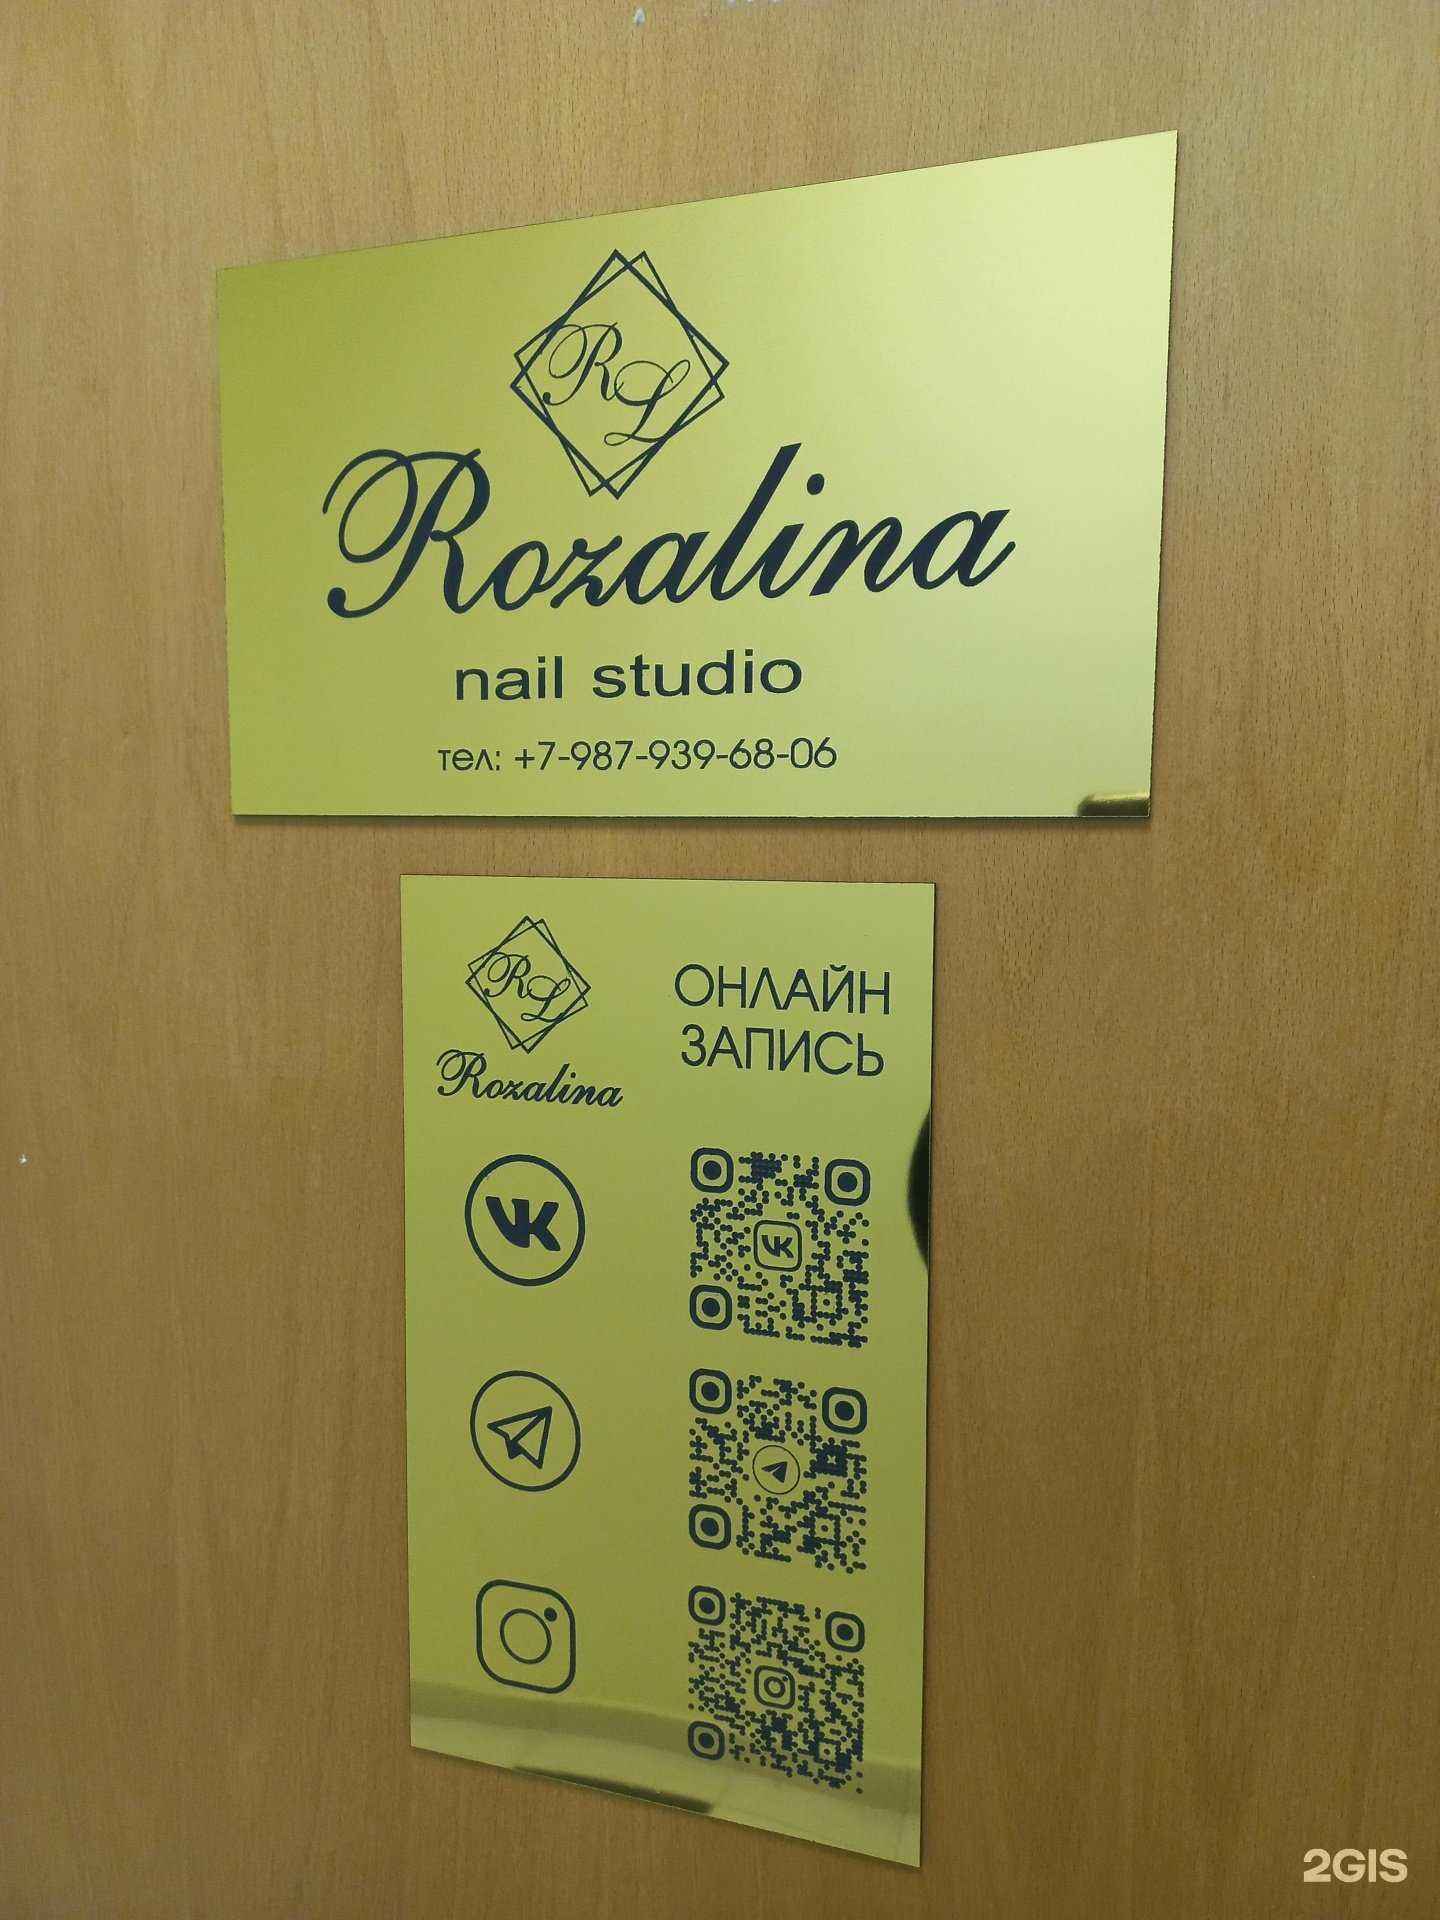 RL
Rozalina
nail studio
тел: +7-987-939-68-06
RL
Rozalina
ОНЛАЙН
ЗАПИСЬ
2GIS